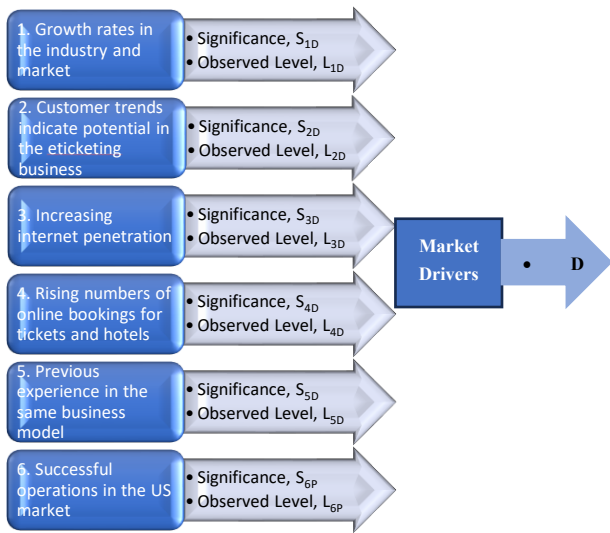 1. Growth rates in
the industry and
market
• Significance, S1D
• Observed Level, L1D
2. Customer trends
indicate potential in
the eticketing
business
• Significance, S2D
• Observed Level, L2D
3. Increasing
internet penetration
• Significance, S3D
• Observed Level, L3D
4. Rising numbers of
online bookings for
tickets and hotels
• Significance, S4D
• Observed Level, L4D
5. Previous
experience in the
same business
model
• Significance, S5D
• Observed Level, L5D
6. Successful
operations in the US
market
• Significance, S6P
• Observed Level, L6P
Market
Drivers
• D